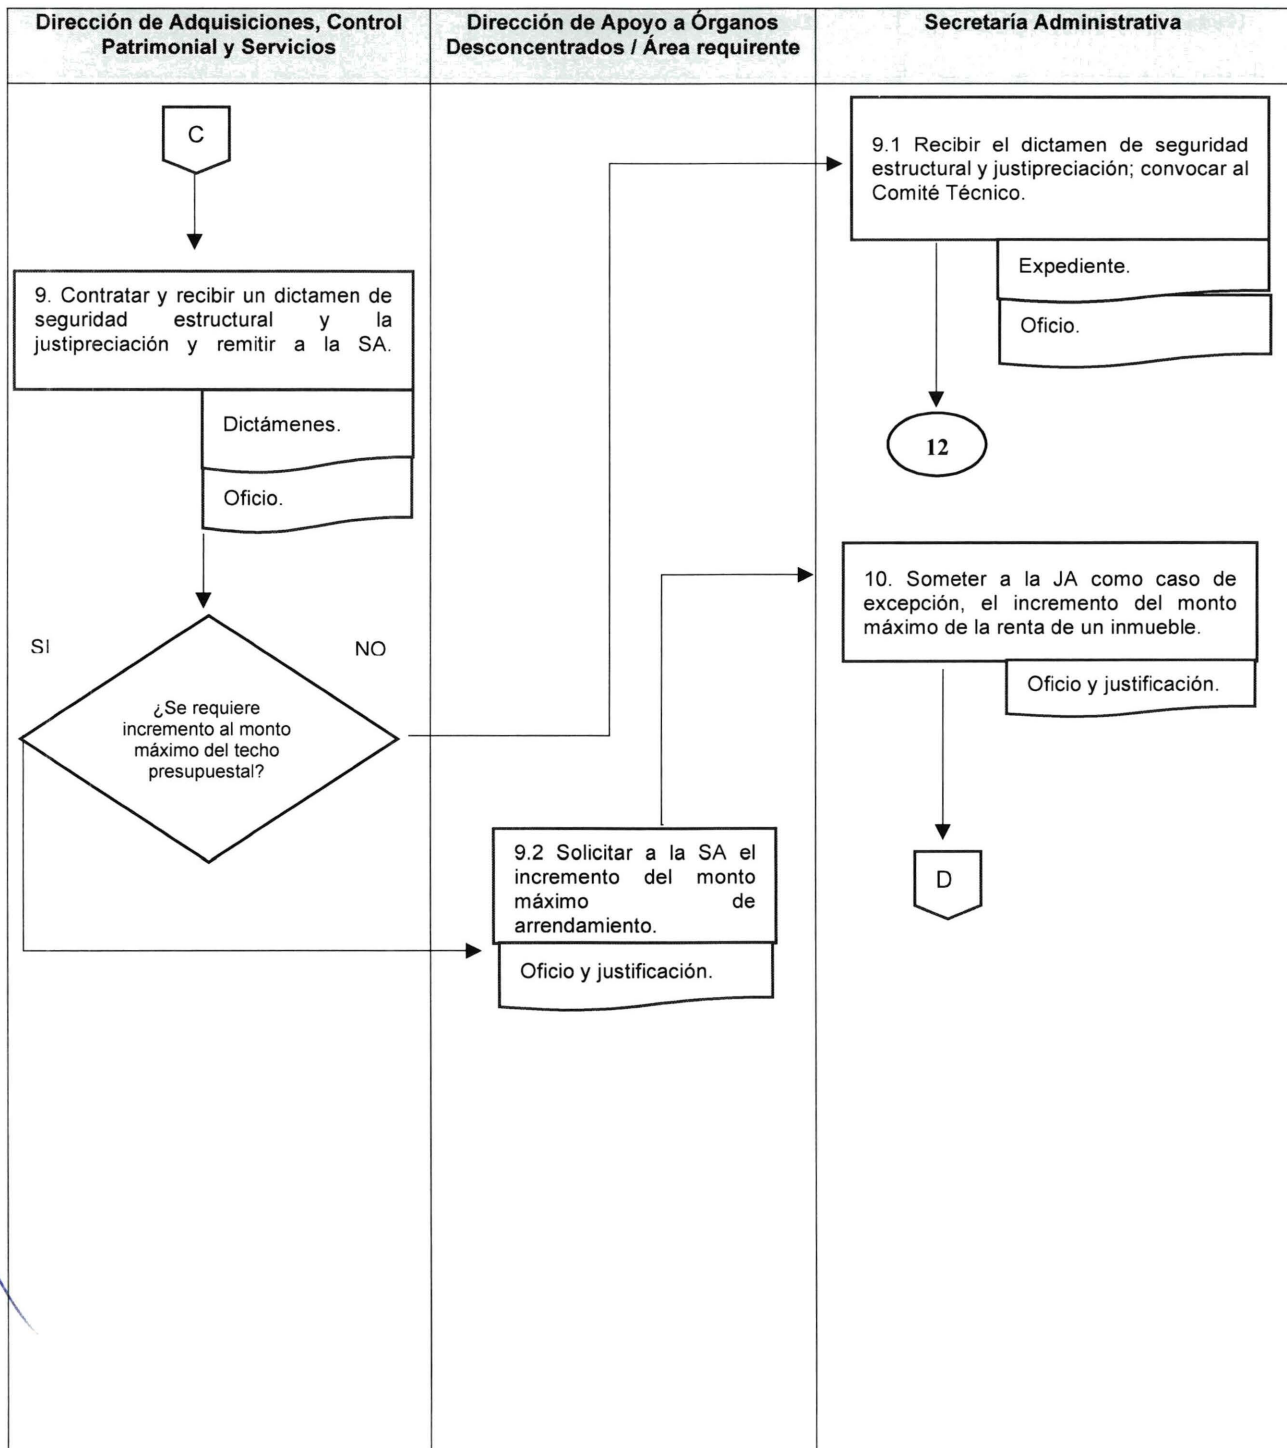 Dirección de Adquisiciones, Control
Patrimonial y Servicios
Dirección de Apoyo a Órganos
Desconcentrados / Área requirente
Secretaría Administrativa
C
9. Contratar y recibir un dictamen de
seguridad estructural y la
justipreciación y remitir a la SA.
Dictámenes.
Oficio.
SI
NO
¿Se requiere
incremento al monto
máximo del techo
presupuestal?
9.2 Solicitar a la SA el
incremento del monto
máximo de
arrendamiento.
Oficio y justificación.
9.1 Recibir el dictamen de seguridad
estructural y justipreciación; convocar al
Comité Técnico.
Expediente.
Oficio.
12
10. Someter a la JA como caso de
excepción, el incremento del monto
máximo de la renta de un inmueble.
Oficio y justificación.
D